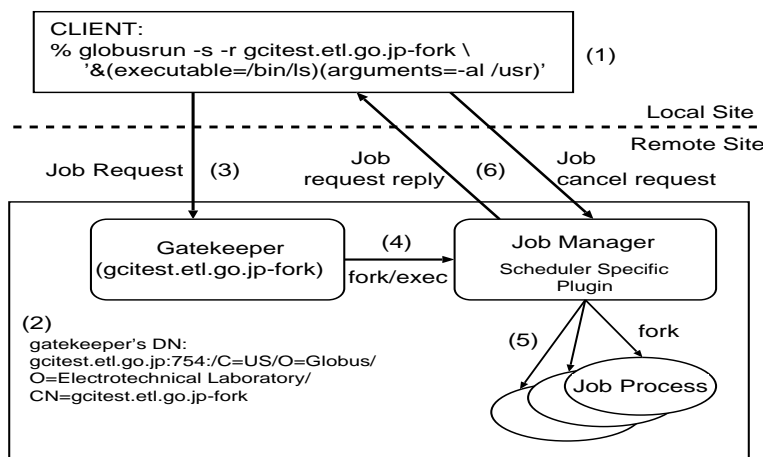 CLIENT:
% globusrun -s -r gcitest.etl.go.jp-fork \
'&(executable=/bin/ls)(arguments=-al /usr)'
(1)
Local Site
Remote Site
Job Request
(3)
Job
request reply
(6)
Job
cancel request
Gatekeeper
(gcitest.etl.go.jp-fork)
(4)
fork/exec
Job Manager
Scheduler Specific
Plugin
(2)
gatekeeper's DN:
gcitest.etl.go.jp:754:/C=US/O=Globus/
O=Electrotechnical Laboratory/
CN=gcitest.etl.go.jp-fork
(5)
fork
Job Process